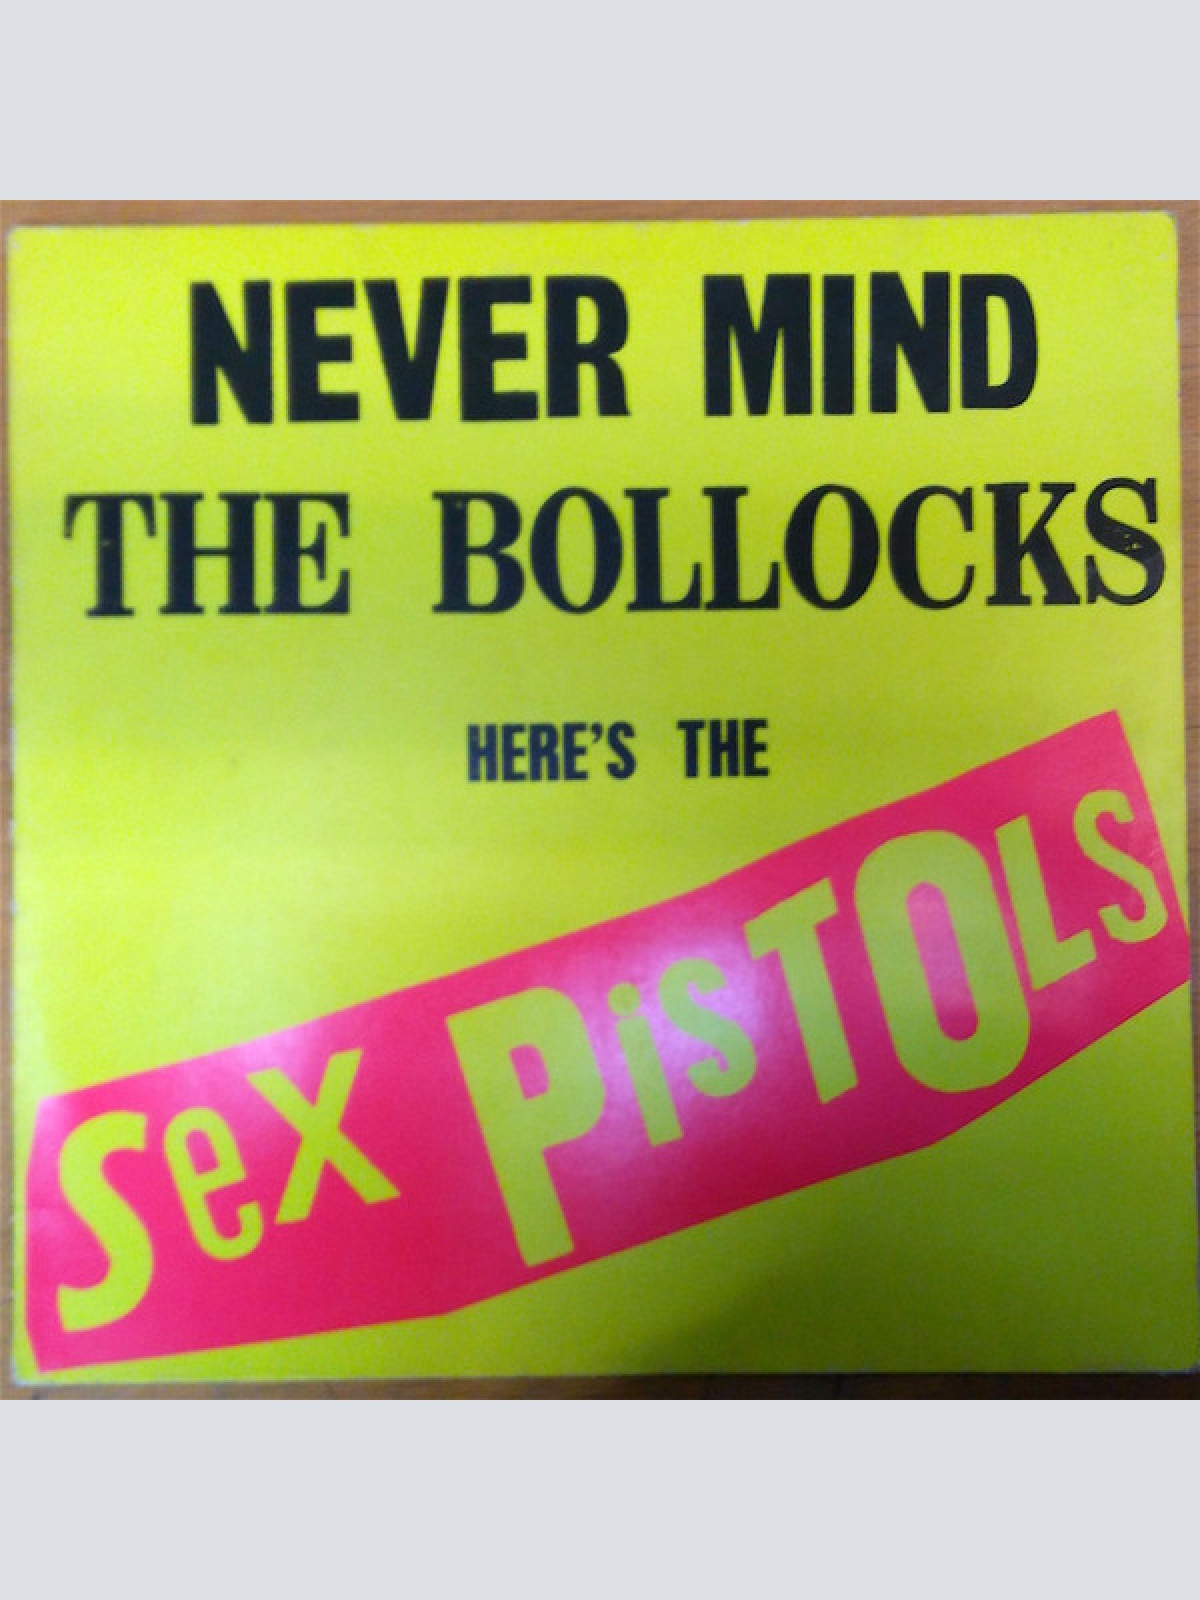 NEVER MIND
THE BOLLOCKS
HERE'S THE
SeX PiSTOLS